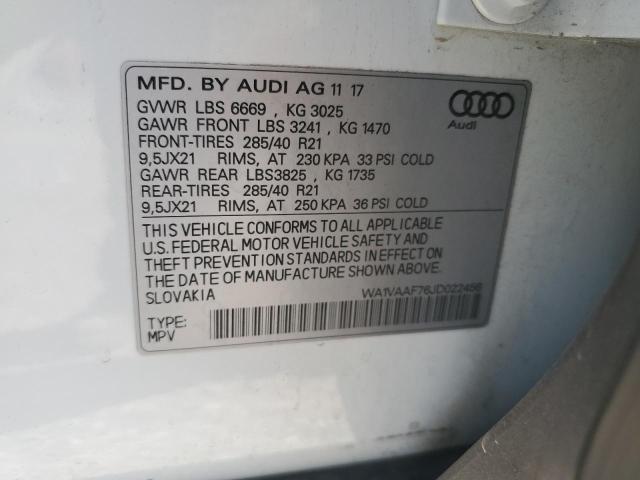 MFD. BY AUDI AG 11 17
GVWR LBS 6669 , KG 3025
GAWR FRONT LBS 3241 , KG 1470
FRONT-TIRES 285/40 R21
9,5JX21 RIMS, AT 230 KPA 33 PSI COLD
GAWR REAR LBS3825 , KG 1735
REAR-TIRES 285/40 R21
9,5JX21 RIMS, AT 250 KPA 36 PSI COLD
Audi
THIS VEHICLE CONFORMS TO ALL APPLICABLE
U.S. FEDERAL MOTOR VEHICLE SAFETY AND
THEFT PREVENTION STANDARDS IN EFFECT ON
THE DATE OF MANUFACTURE SHOWN ABOVE.
SLOVAKIA
WA1VAAF76JD022456
TYPE:
MPV